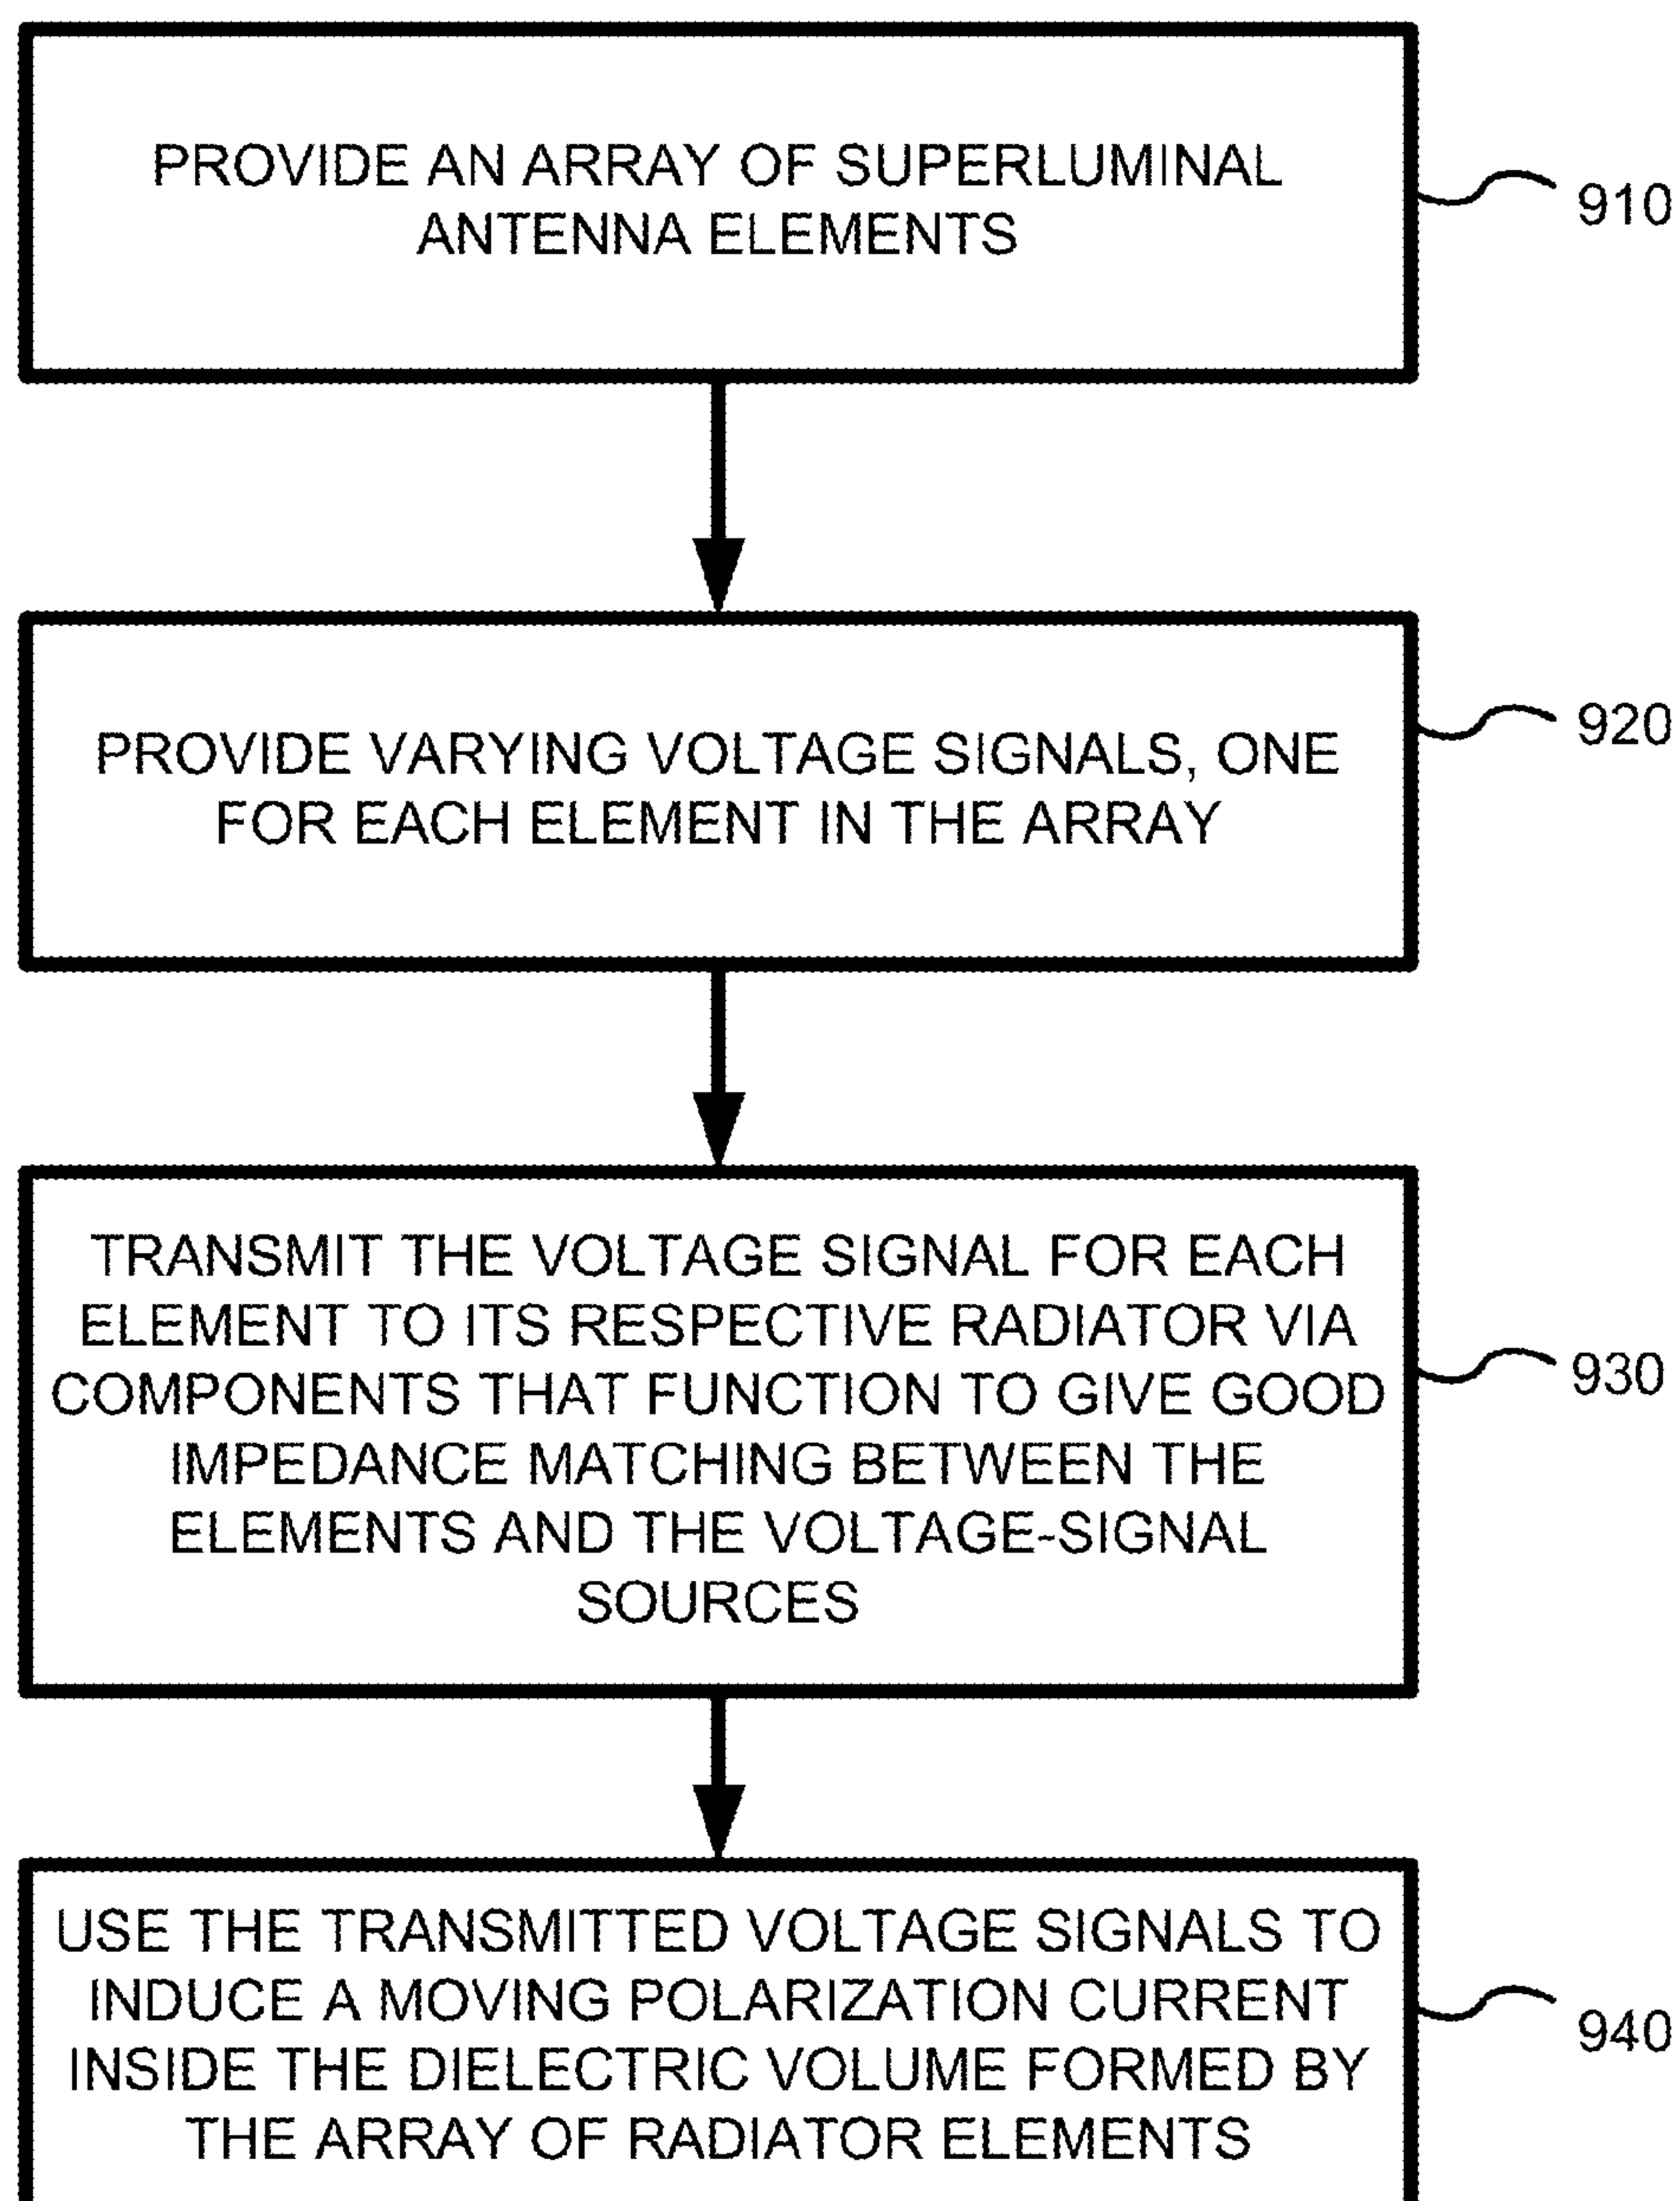 PROVIDE AN ARRAY OF SUPERLUMINAL
ANTENNA ELEMENTS
910
PROVIDE VARYING VOLTAGE SIGNALS, ONE
FOR EACH ELEMENT IN THE ARRAY
920
TRANSMIT THE VOLTAGE SIGNAL FOR EACH
ELEMENT TO ITS RESPECTIVE RADIATOR VIA
COMPONENTS THAT FUNCTION TO GIVE GOOD
IMPEDANCE MATCHING BETWEEN THE
ELEMENTS AND THE VOLTAGE-SIGNAL
SOURCES
930
USE THE TRANSMITTED VOLTAGE SIGNALS TO
INDUCE A MOVING POLARIZATION CURRENT
INSIDE THE DIELECTRIC VOLUME FORMED BY
THE ARRAY OF RADIATOR ELEMENTS
940